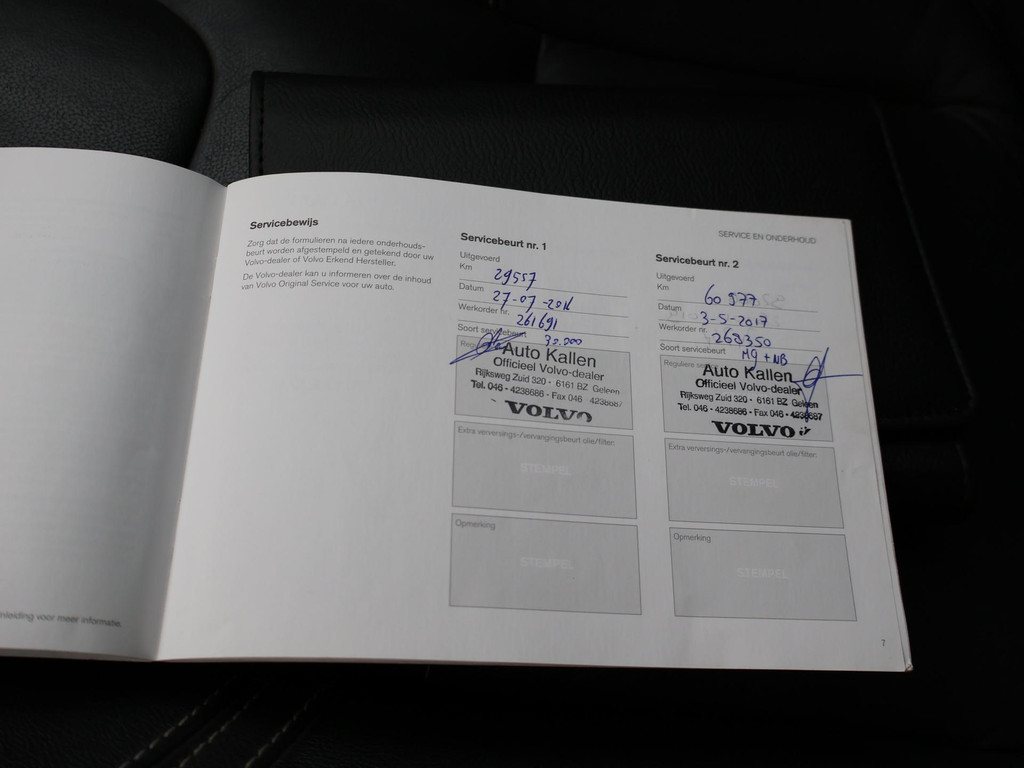 Servicebewijs
Zorg dat de formulieren na iedere onderhouds-
beurt worden afgestempeld en getekend door uw
Volvo-dealer of Volvo Erkend Hersteller.
De Volvo-dealer kan u informeren over de inhoud
van Volvo Original Service voor uw auto.
Servicebeurt nr. 1
Uitgevoerd
Km 29557
Datum 27-07-2016
Werkorder nr. 261691
Soort servicebeurt 30.000
Auto Kallen
Officieel Volvo-dealer
Rijksweg Zuid 320 - 6161 BZ Geleen
Tel. 046 - 4238686 - Fax 046 4238687
VOLVO
Extra verversings-/vervangingsbeurt olie/filter.
STEMPEL
Opmerking
STEMPEL
SERVICE EN ONDERHOUD
Servicebeurt nr. 2
Uitgevoerd
Km 60977
Datum 3-5-2017
Werkorder nr. 269350
Soort servicebeurt
Reguliere
Auto Kallen
Officieel Volvo-dealer
Rijksweg Zuid 320 - 6161 BZ Geleen
Tel. 046 - 4238686 - Fax 046 - 4238687
VOLVO
Extra verversings-/vervangingsbeurt olie/filter.
STEMPEL
Opmerking
STEMPEL
voor meer informatie.
7